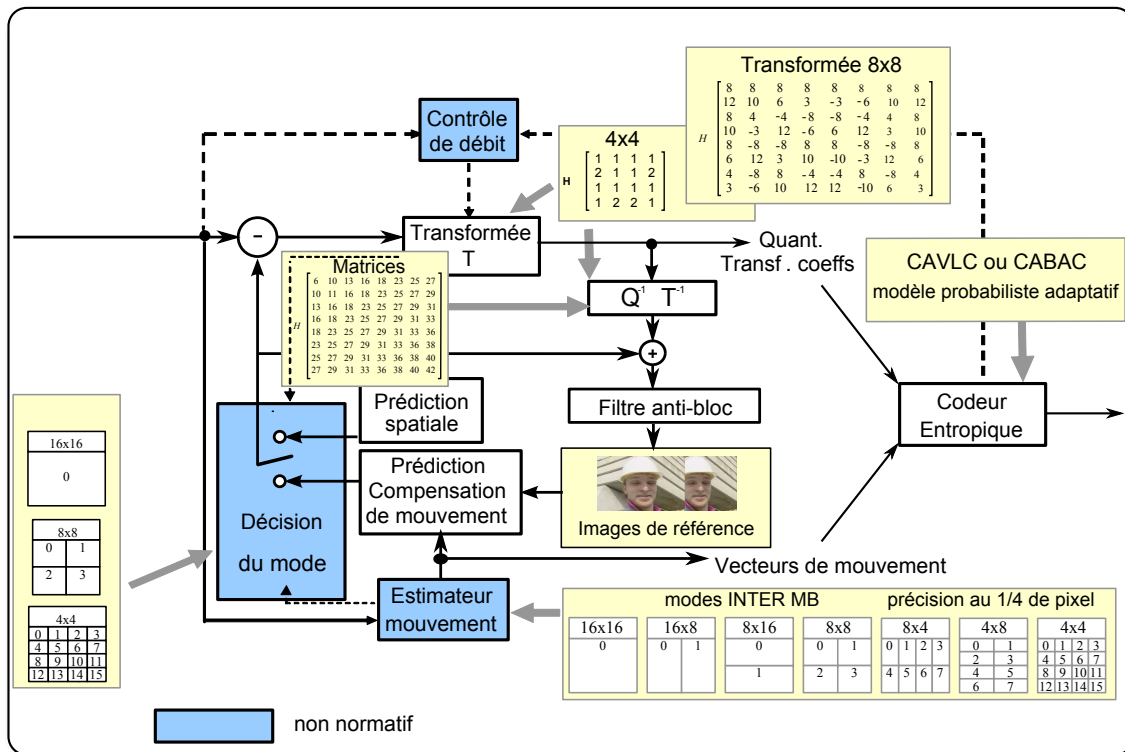 Transformée 8x8
H
8 8 8 8 8 8 8 8
12 10 6 3 -3 -6 10 12
8 4 -4 -8 -8 -4 4 8
10 -3 12 -6 6 12 3 10
8 -8 -8 8 8 -8 -8 8
6 12 3 10 -10 -3 12 6
4 -8 8 -4 -4 8 -8 4
3 -6 10 12 12 -10 6 3
Contrôle
de débit
4x4
H
1 1 1 1
2 1 1 2
1 1 1 1
1 2 2 1
-
Transformée
T
Quant.
Transf . coeffs
CAVLC ou CABAC
modèle probabiliste adaptatif
Matrices
H
6 10 13 16 18 23 25 27
10 11 16 18 23 25 27 29
13 16 18 23 25 27 29 31
16 18 23 25 27 29 31 33
18 23 25 27 29 31 33 36
23 25 27 29 31 33 36 38
25 27 29 31 33 36 38 40
27 29 31 33 36 38 40 42
Q-1 T-1
+
Filtre anti-bloc
Prédiction
spatiale
Codeur
Entropique
16x16
0
8x8
0 1
2 3
4x4
0 1 2 3
4 5 6 7
8 9 10 11
12 13 14 15
Décision
du mode
Prédiction
Compensation
de mouvement
Images de référence
Vecteurs de mouvement
Estimateur
mouvement
modes INTER MB précision au 1/4 de pixel
16x16
0
16x8
0 1
8x16
0
1
8x8
0 1
2 3
8x4
0 1 2 3
4 5 6 7
4x8
0 1
2 3
4 5
6 7
4x4
0 1 2 3
4 5 6 7
8 9 10 11
12 13 14 15
non normatif